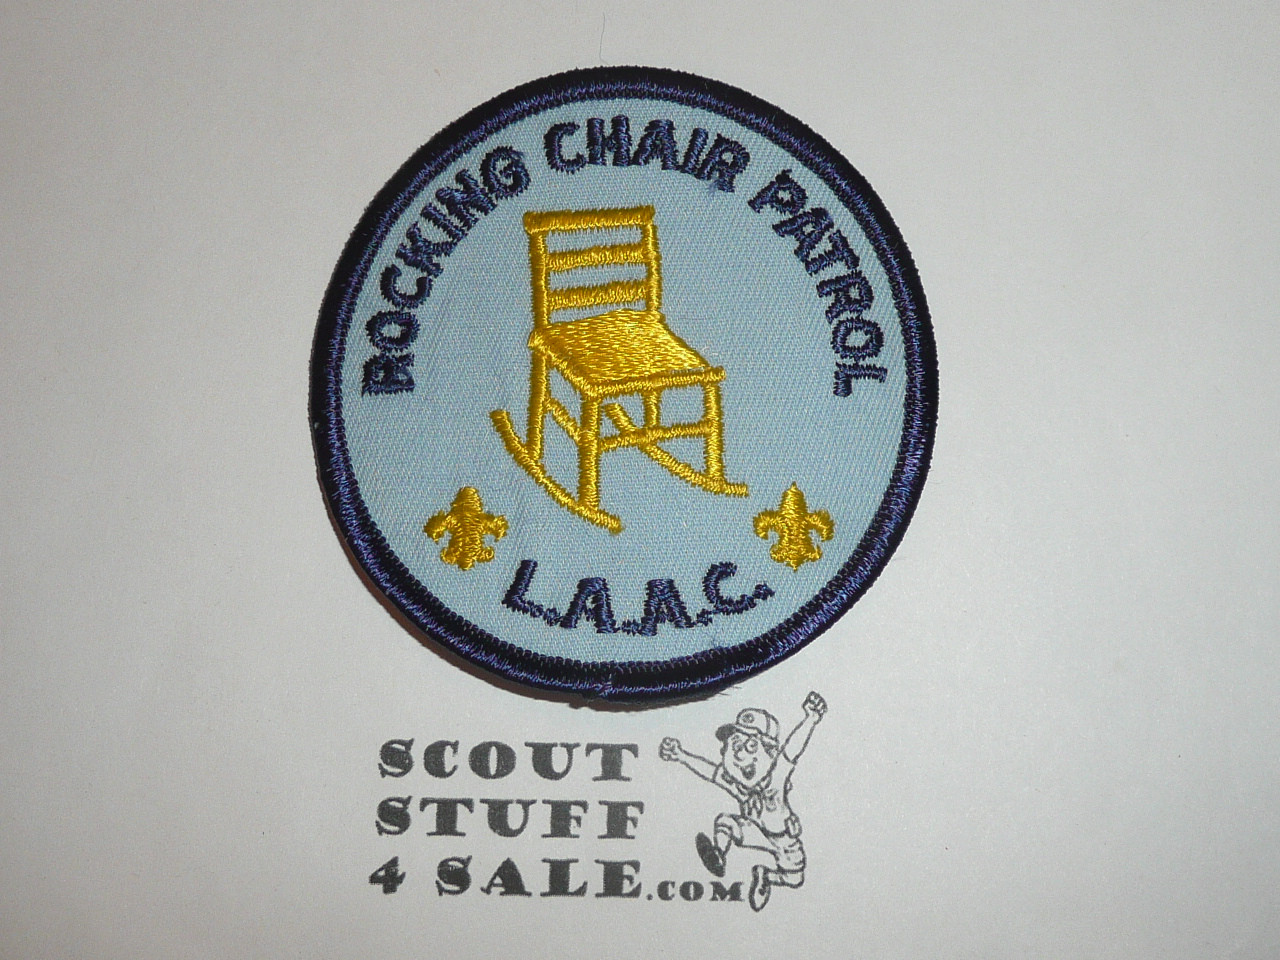 ROCKING CHAIR PATROL
L.A.A.C.
SCOUT
STUFF
4 SALE.COM